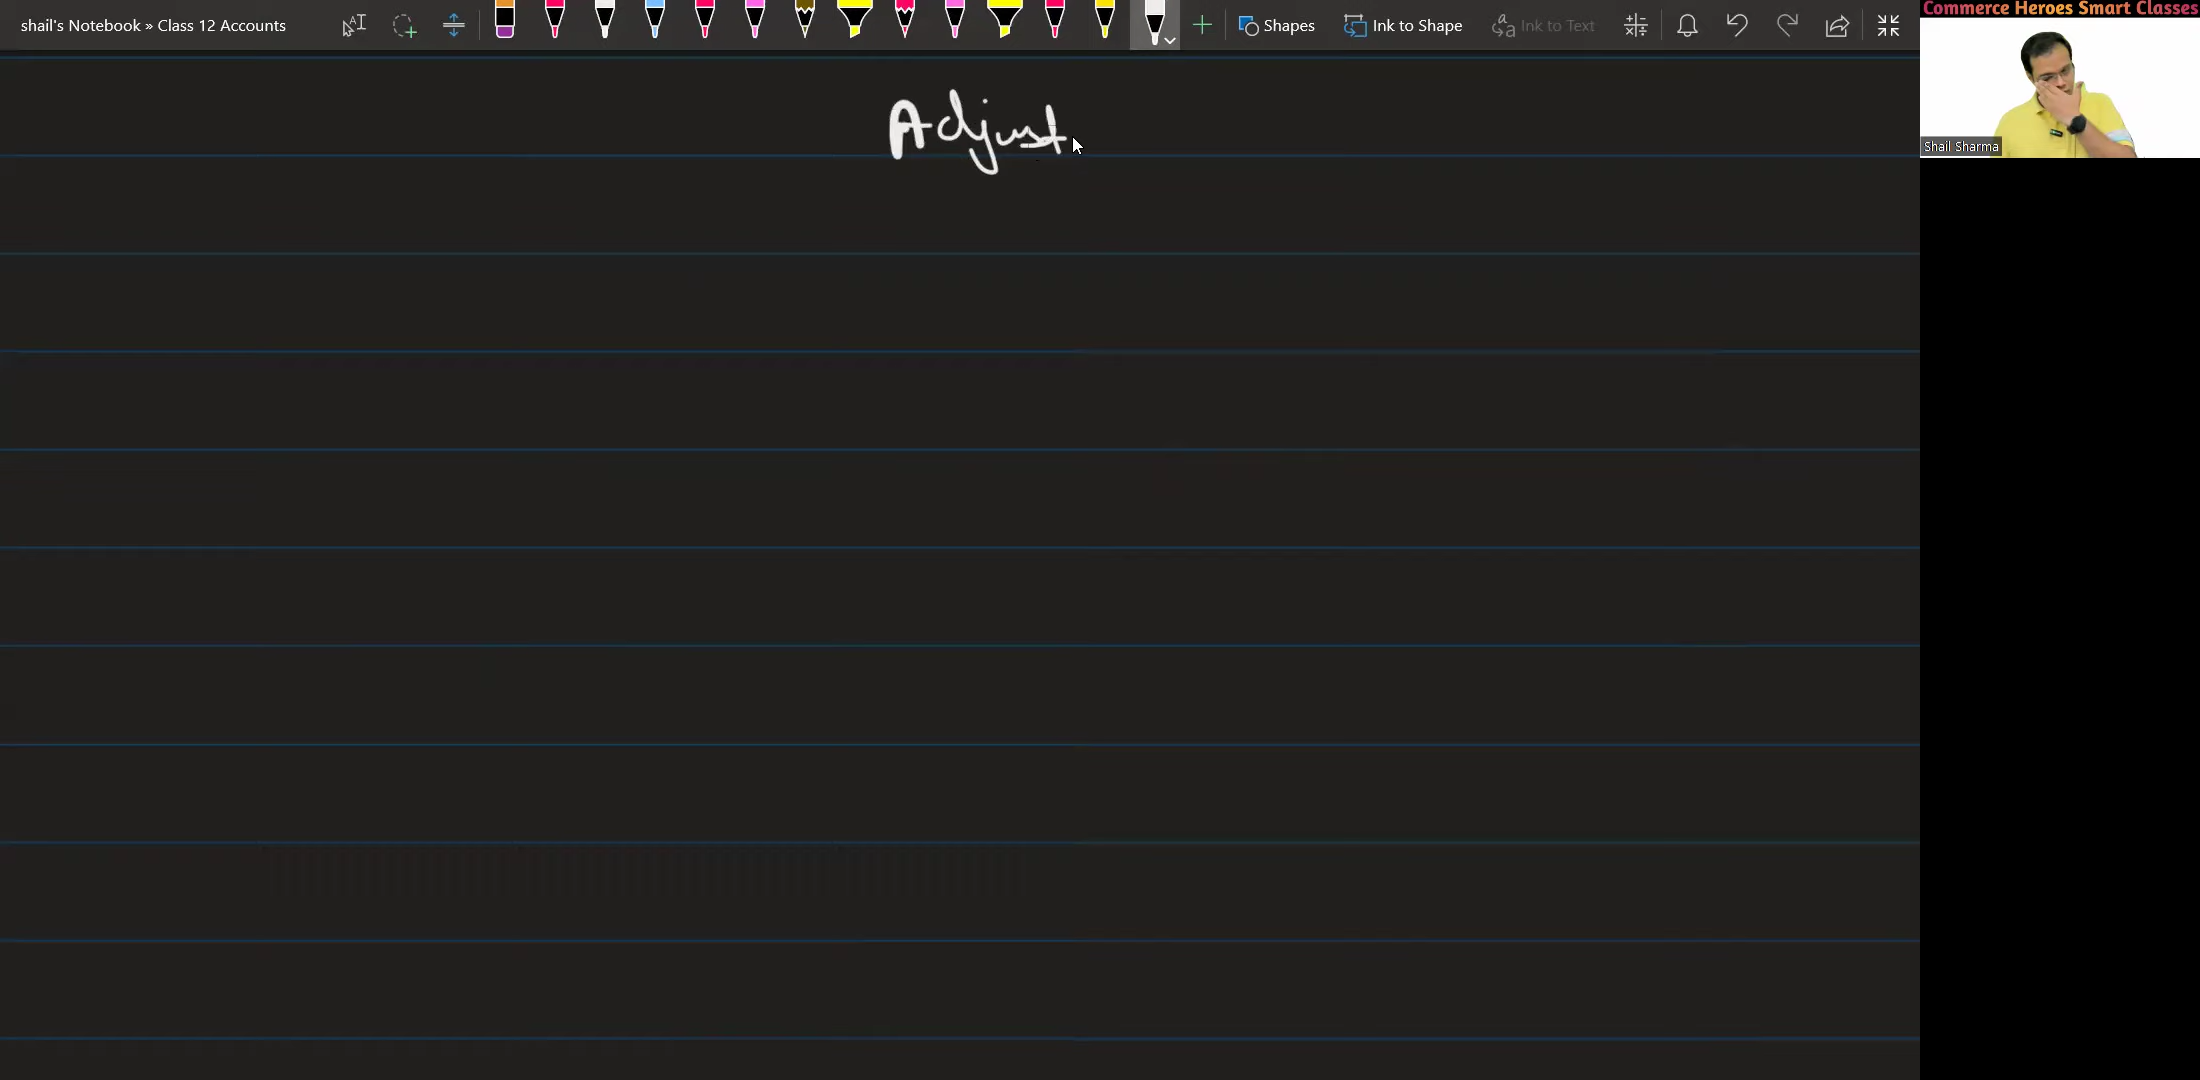 Commerce Heroes Smart Classes
shail's Notebook » Class 12 Accounts
Shapes
Ink to Shape
Ink to Text
Adjust
Shail Sharma